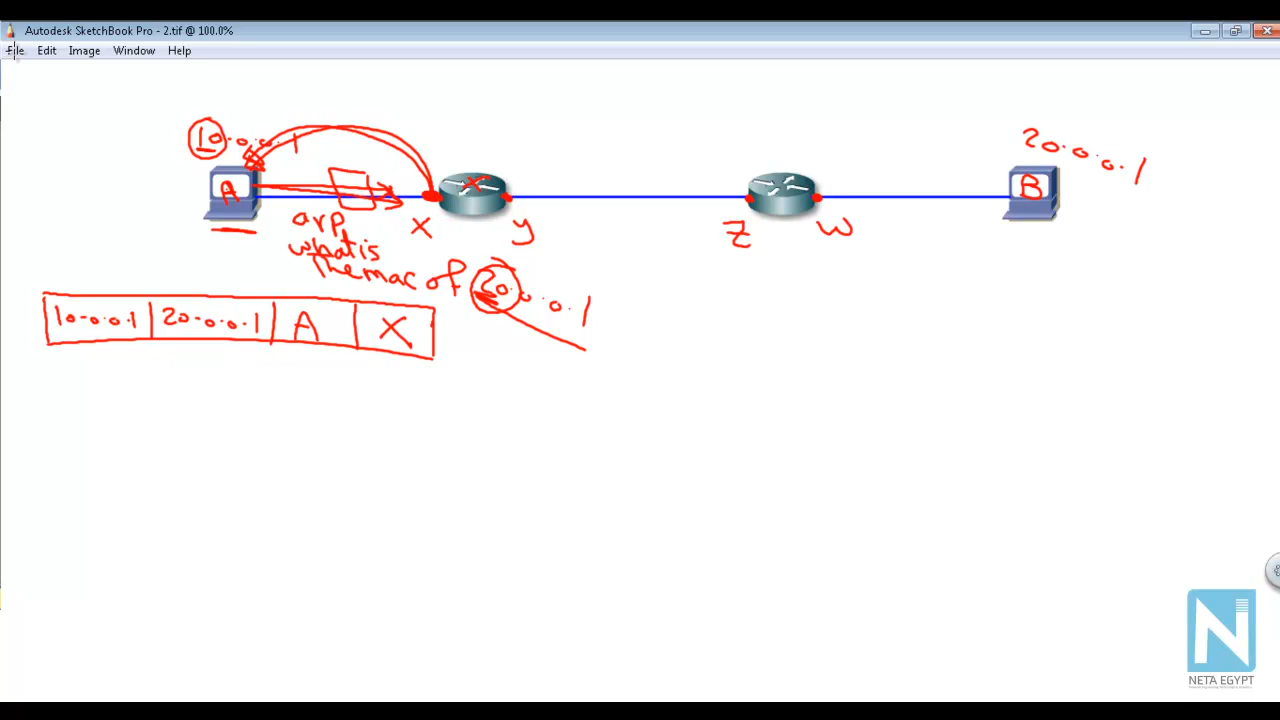 Autodesk SketchBook Pro - 2.tif @ 100.0%
File Edit Image Window Help
10.0.0.1
20.0.0.1
A
B
arp
what is
the mac of 20.0.0.1
X
y
Z
w
10.0.0.1 20.0.0.1 A X
N
NETA EGYPT